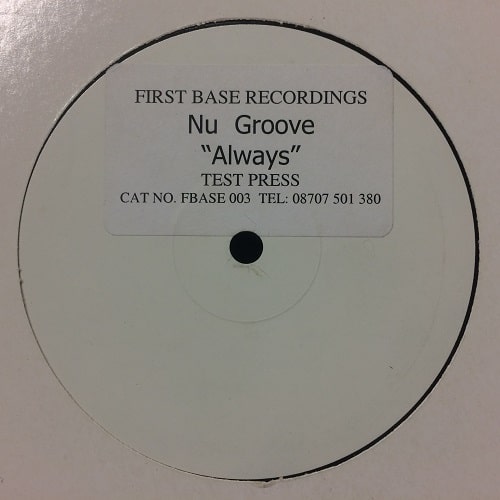 FIRST BASE RECORDINGS
Nu Groove
“Always”
TEST PRESS
CAT NO. FBASE 003 TEL: 08707 501 380